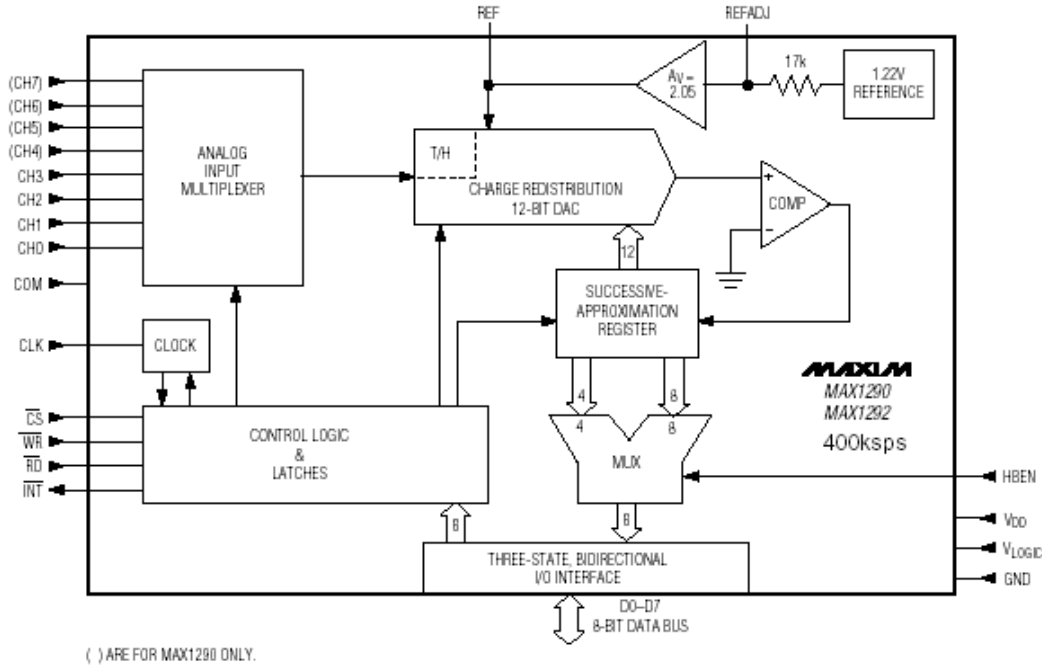 REF
REFADJ
(CH7)
(CH6)
(CH5)
(CH4)
CH3
CH2
CH1
CH0
COM
CLK
CS
WR
RD
INT
ANALOG
INPUT
MULTIPLEXER
T/H
CHARGE REDISTRIBUTION
12-BIT DAC
AV =
2.05
17k
1.22V
REFERENCE
+
COMP
−
12
SUCCESSIVE-
APPROXIMATION
REGISTER
CLOCK
CONTROL LOGIC
&
LATCHES
4
8
4
8
MUX
8
8
THREE-STATE, BIDIRECTIONAL
I/O INTERFACE
MAXIM
MAX1290
MAX1292
400ksps
HBEN
VDD
VLOGIC
GND
D0–D7
8-BIT DATA BUS
( ) ARE FOR MAX1290 ONLY.